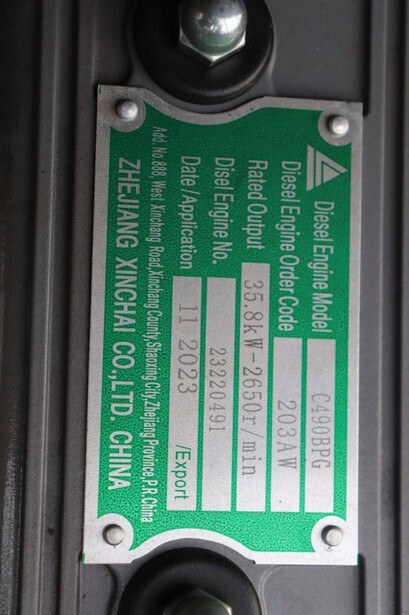 Diesel Engine Model C490BPG
Diesel Engine Order Code 203AW
Rated Output 35.8kW-2650r/min
Disel Engine No. 23220491
Date/Application 11 2023 /Export
Add. No.888, West Xinchang Road,Xinchang County,Shaoxing City,Zhejiang Province,P.R.China
ZHEJIANG XINCHAI CO.,LTD. CHINA